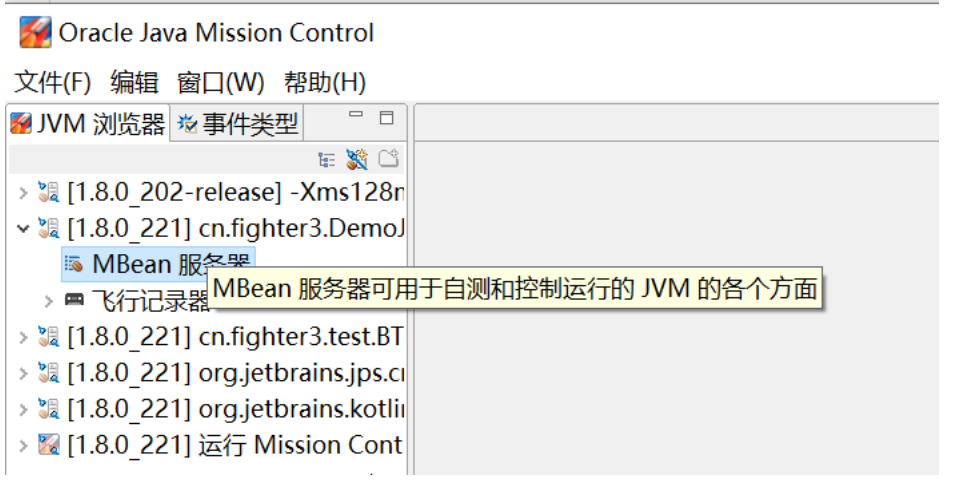 Oracle Java Mission Control
文件(F) 编辑 窗口(W) 帮助(H)
JVM 浏览器 事件类型
[1.8.0_202-release] -Xms128
[1.8.0_221] cn.fighter3.Demo
MBean 服务器
MBean 服务器可用于自测和控制运行的 JVM 的各个方面
飞行记录器
[1.8.0_221] cn.fighter3.test.BT
[1.8.0_221] org.jetbrains.jps.c
[1.8.0_221] org.jetbrains.kotli
[1.8.0_221] 运行 Mission Cont